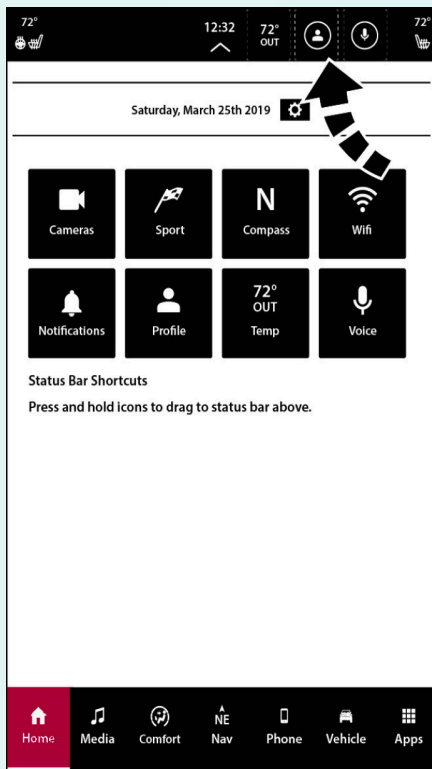 72° 12:32 72° 72°
OUT
Saturday, March 25th 2019
Cameras Sport N Compass Wifi
Notifications Profile 72° OUT Temp Voice
Status Bar Shortcuts
Press and hold icons to drag to status bar above.
NE
Home Media Comfort Nav Phone Vehicle Apps